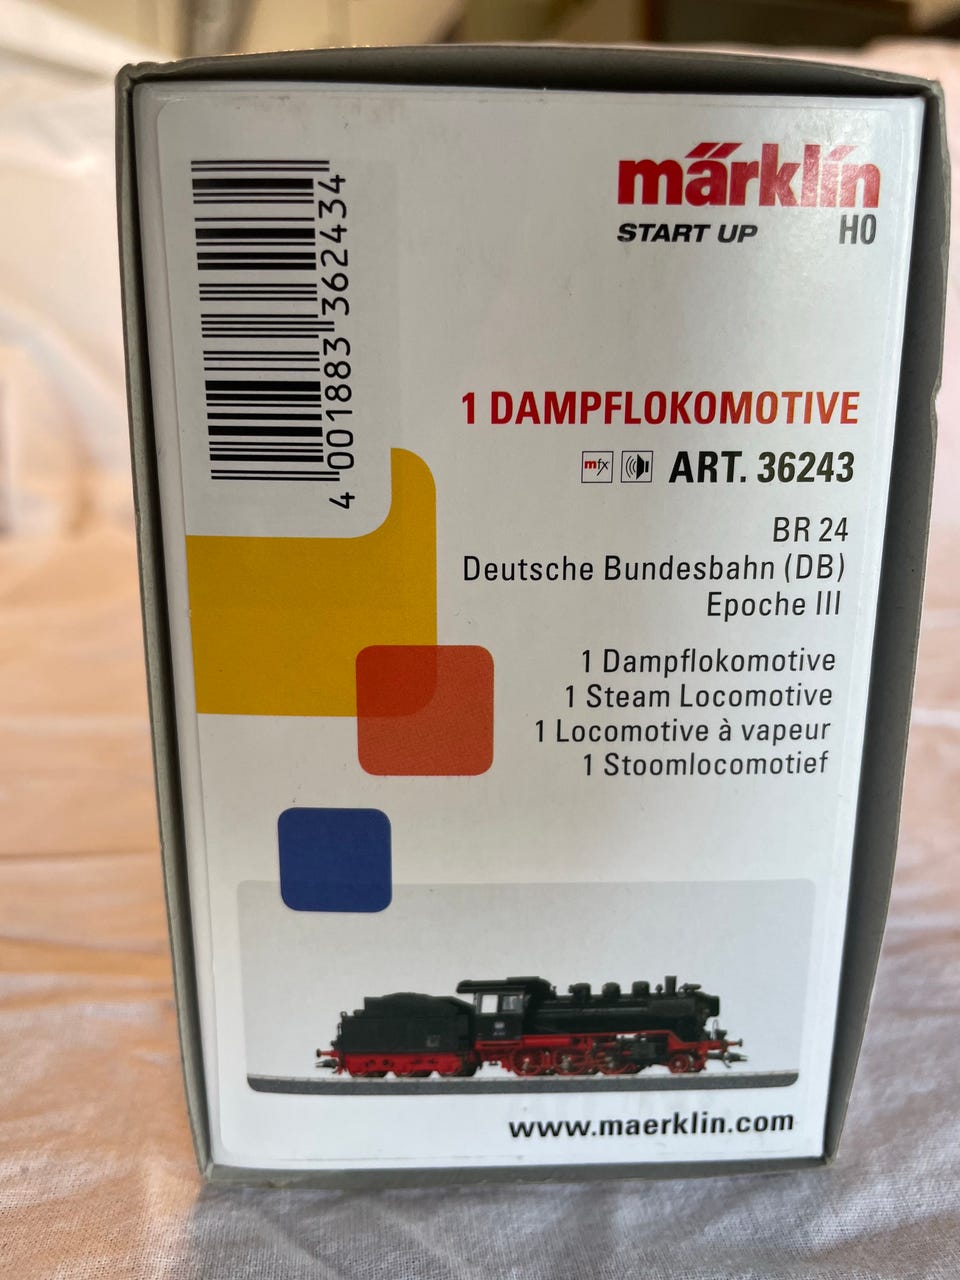 märklin
START UP H0
1 DAMPFLOKOMOTIVE
mfx ART. 36243
BR 24
Deutsche Bundesbahn (DB)
Epoche III
1 Dampflokomotive
1 Steam Locomotive
1 Locomotive à vapeur
1 Stoomlocomotief
www.maerklin.com
4 001883 362434